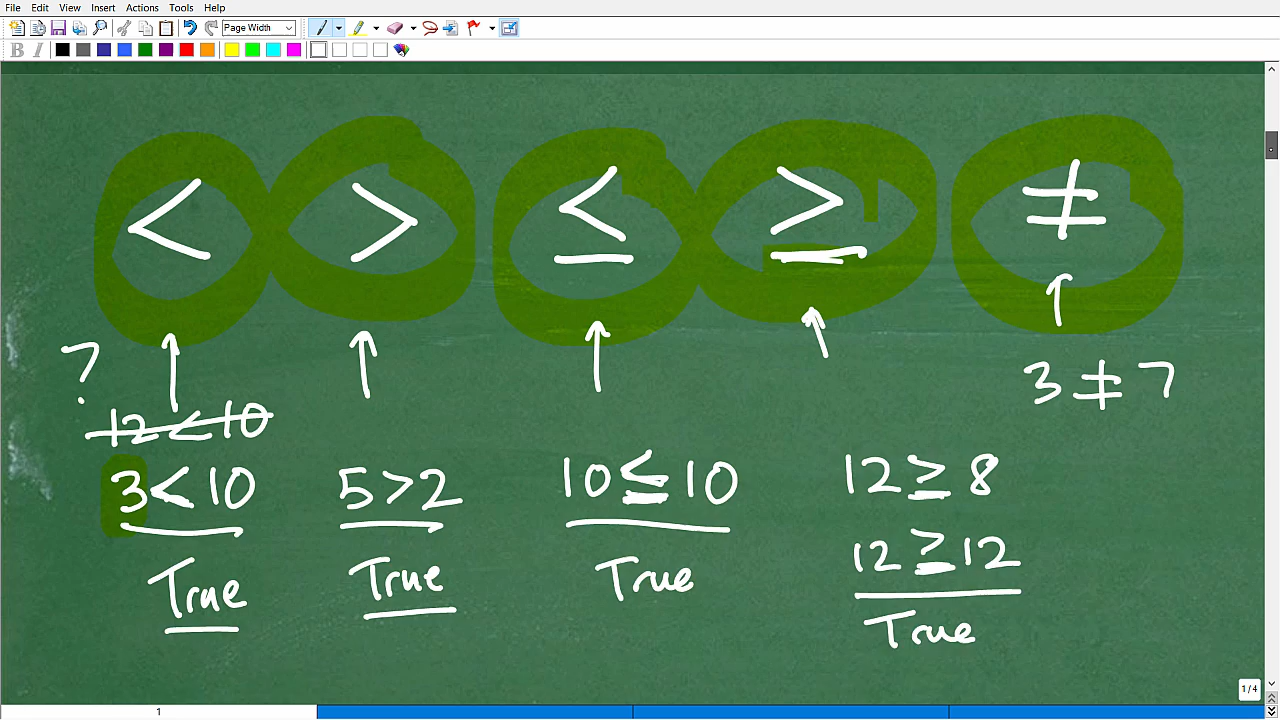 File Edit View Insert Actions Tools Help
Page Width
B I
< > ≤ ≥ ≠
?
12 < 10
3 ≠ 7
3 < 10 5 > 2 10 ≤ 10 12 ≥ 8
12 ≥ 12
True True True True
1/4
1